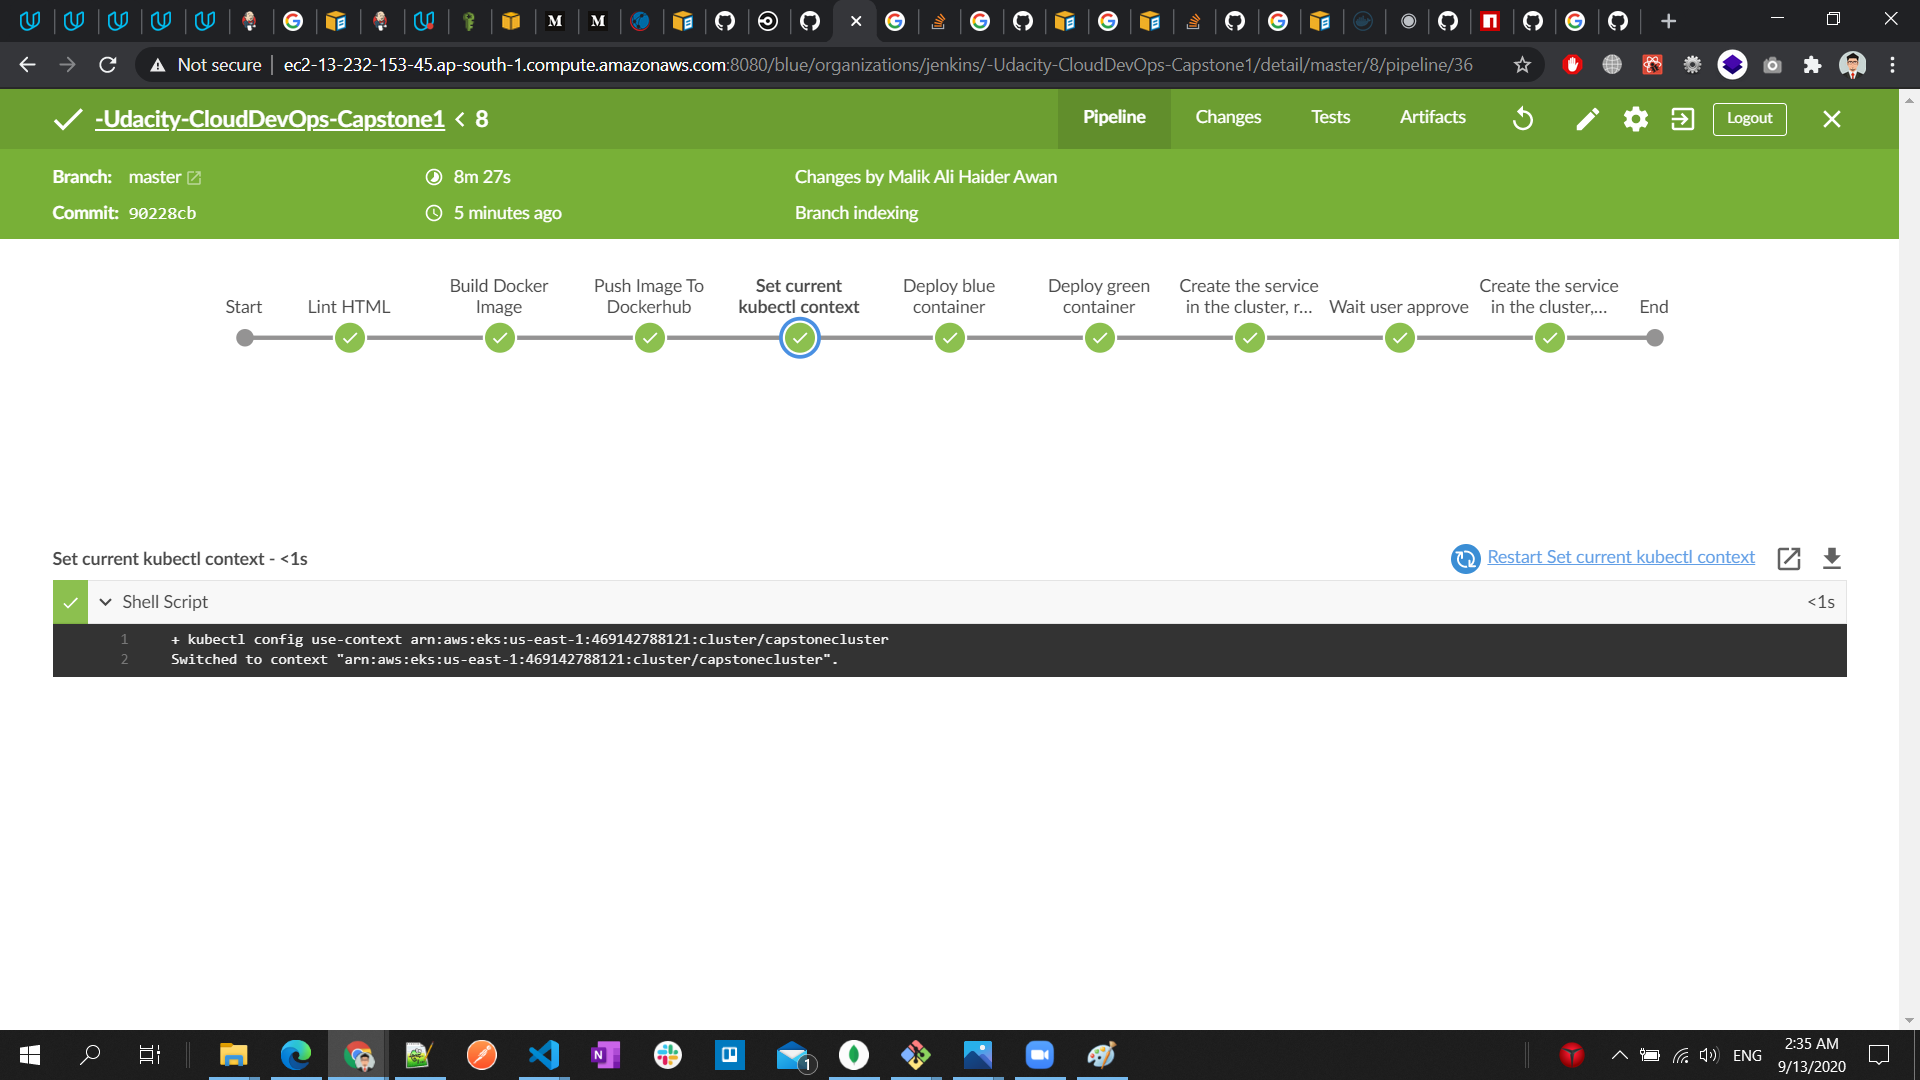 Not secure
ec2-13-232-153-45.ap-south-1.compute.amazonaws.com:8080/blue/organizations/jenkins/-Udacity-CloudDevOps-Capstone1/detail/master/8/pipeline/36
-Udacity-CloudDevOps-Capstone1 < 8
Pipeline
Changes
Tests
Artifacts
Logout
Branch: master
8m 27s
Changes by Malik Ali Haider Awan
Commit: 90228cb
5 minutes ago
Branch indexing
Start
Lint HTML
Build Docker
Image
Push Image To
Dockerhub
Set current
kubectl context
Deploy blue
container
Deploy green
container
Create the service
in the cluster, r...
Wait user approve
Create the service
in the cluster,...
End
Set current kubectl context - <1s
Restart Set current kubectl context
Shell Script
<1s
1 + kubectl config use-context arn:aws:eks:us-east-1:469142788121:cluster/capstonecluster
2 Switched to context "arn:aws:eks:us-east-1:469142788121:cluster/capstonecluster".
1
ENG
2:35 AM
9/13/2020